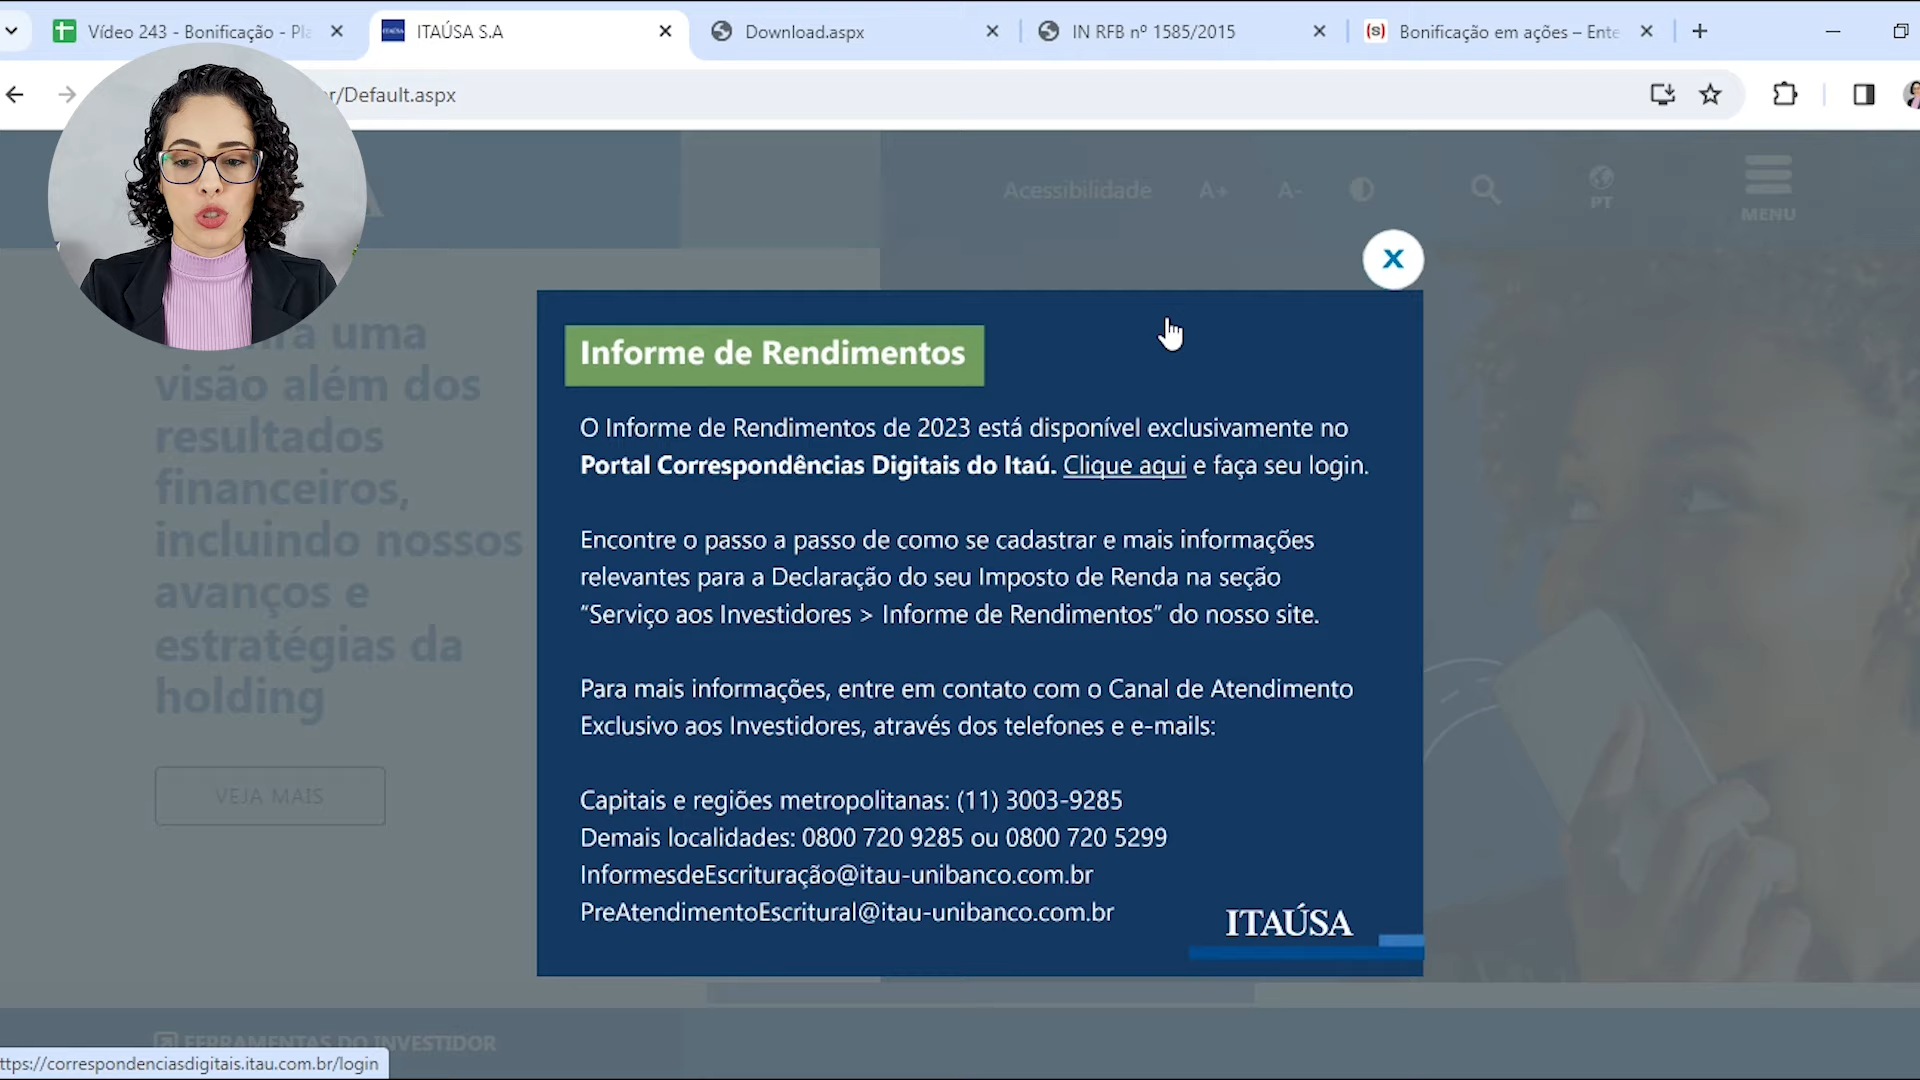 Vídeo 243 - Bonificação - Pla
ITAÚSA S.A
Download.aspx
IN RFB nº 1585/2015
(s) Bonificação em ações – Ente
r/Default.aspx
Acessibilidade A+ A-
PT
MENU
uma
visão além dos
resultados
financeiros,
incluindo nossos
avanços e
estratégias da
holding
VEJA MAIS
X
Informe de Rendimentos
O Informe de Rendimentos de 2023 está disponível exclusivamente no
Portal Correspondências Digitais do Itaú. Clique aqui e faça seu login.
Encontre o passo a passo de como se cadastrar e mais informações
relevantes para a Declaração do seu Imposto de Renda na seção
“Serviço aos Investidores > Informe de Rendimentos” do nosso site.
Para mais informações, entre em contato com o Canal de Atendimento
Exclusivo aos Investidores, através dos telefones e e-mails:
Capitais e regiões metropolitanas: (11) 3003-9285
Demais localidades: 0800 720 9285 ou 0800 720 5299
InformesdeEscrituração@itau-unibanco.com.br
PreAtendimentoEscritural@itau-unibanco.com.br
ITAÚSA
FERRAMENTAS DO INVESTIDOR
ttps://correspondenciasdigitais.itau.com.br/login